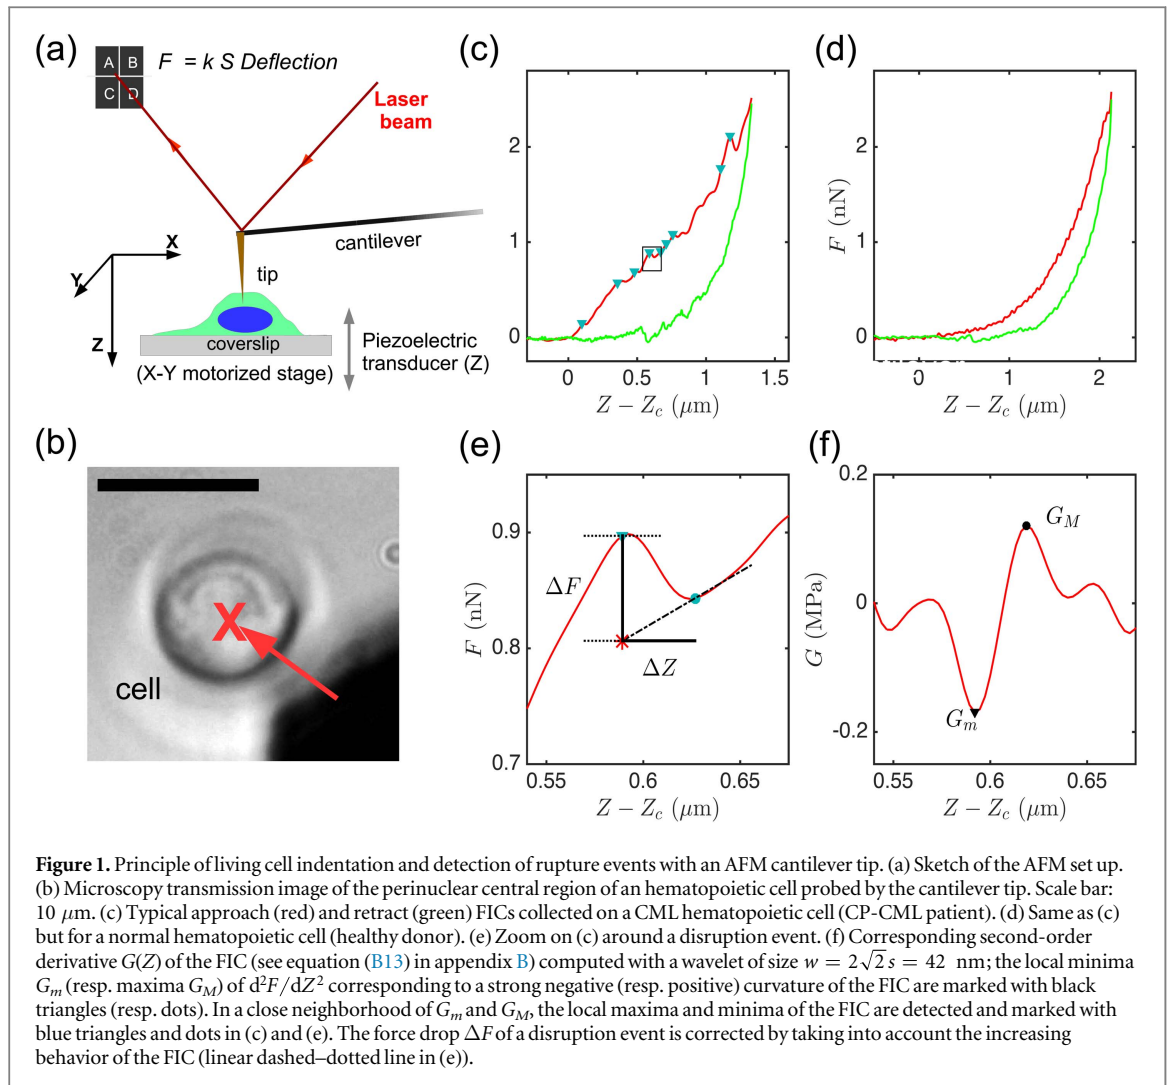 (a)
A B
C D
F = k S Deflection
Laser
beam
cantilever
X
Y
Z
tip
coverslip
(X-Y motorized stage)
Piezoelectric
transducer (Z)
(b)
cell
X
(c)
2
1
0
0 0.5 1 1.5
Z − Z_c (μm)
(d)
F (nN)
2
1
0
0 1 2
Z − Z_c (μm)
(e)
F (nN)
0.9
0.8
0.7
ΔF
ΔZ
0.55 0.6 0.65
Z − Z_c (μm)
(f)
G (MPa)
0.2
0
-0.2
G_M
G_m
0.55 0.6 0.65
Z − Z_c (μm)
Figure 1. Principle of living cell indentation and detection of rupture events with an AFM cantilever tip. (a) Sketch of the AFM set up.
(b) Microscopy transmission image of the perinuclear central region of an hematopoietic cell probed by the cantilever tip. Scale bar:
10 μm. (c) Typical approach (red) and retract (green) FICs collected on a CML hematopoietic cell (CP-CML patient). (d) Same as (c)
but for a normal hematopoietic cell (healthy donor). (e) Zoom on (c) around a disruption event. (f) Corresponding second-order
derivative G(Z) of the FIC (see equation (B13) in appendix B) computed with a wavelet of size w = 2√2 s = 42 nm; the local minima
G_m (resp. maxima G_M) of d²F/dZ² corresponding to a strong negative (resp. positive) curvature of the FIC are marked with black
triangles (resp. dots). In a close neighborhood of G_m and G_M, the local maxima and minima of the FIC are detected and marked with
blue triangles and dots in (c) and (e). The force drop ΔF of a disruption event is corrected by taking into account the increasing
behavior of the FIC (linear dashed–dotted line in (e)).